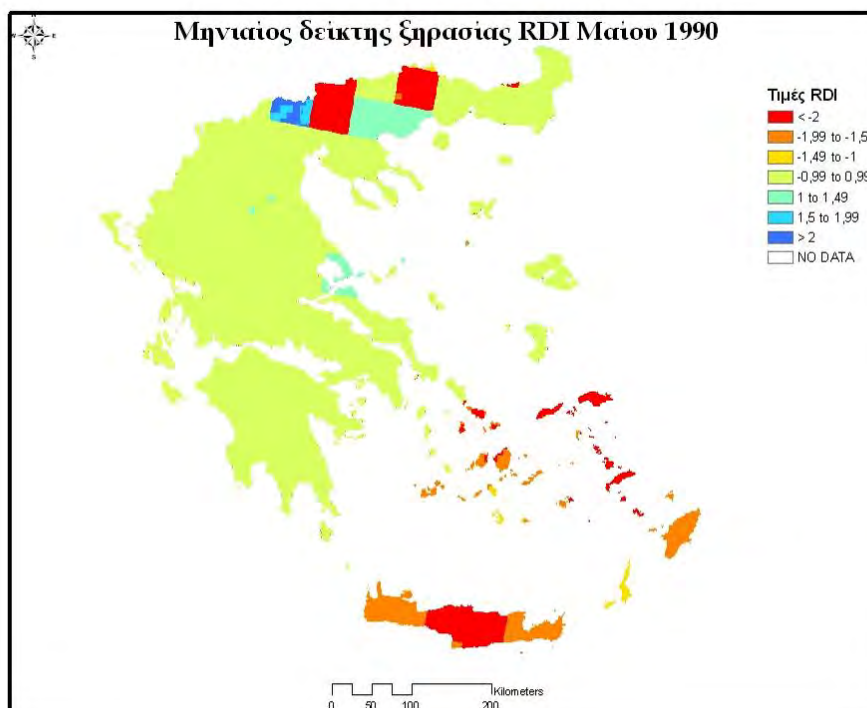 Μηνιαίος δείκτης ξηρασίας RDI Μαίου 1990
N
W E
S
Τιμές RDI
< -2
-1,99 to -1,5
-1,49 to -1
-0,99 to 0,99
1 to 1,49
1,5 to 1,99
> 2
NO DATA
Kilometers
0 50 100 200